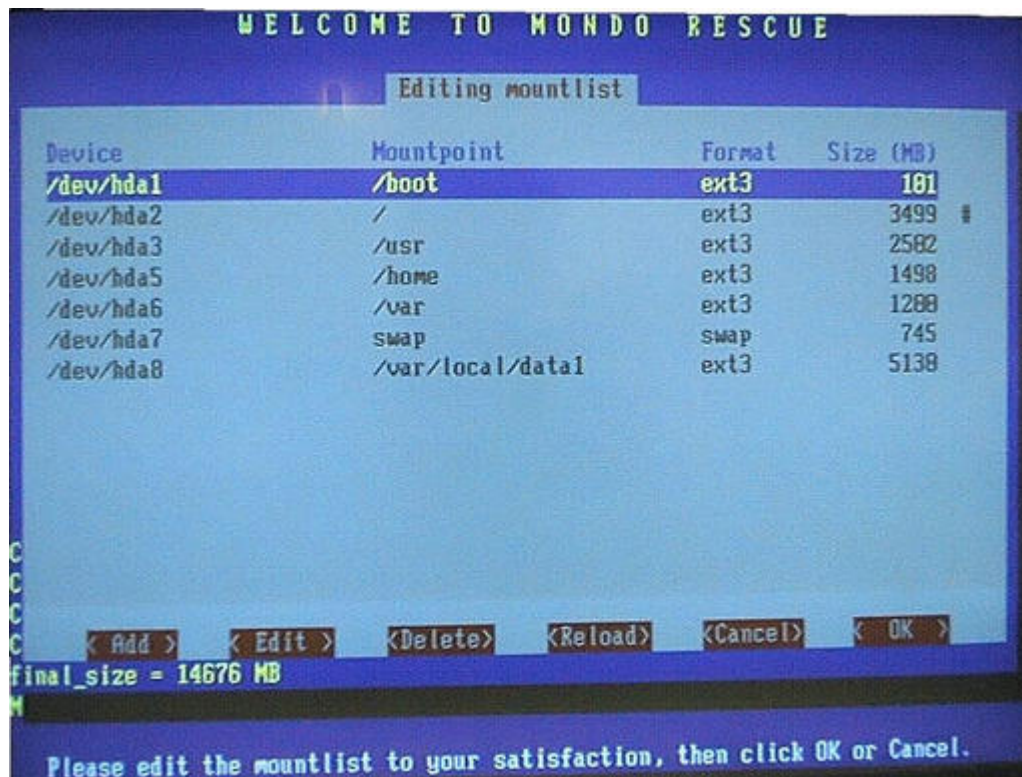 WELCOME TO MONDO RESCUE
Editing mountlist
Device Mountpoint Format Size (MB)
/dev/hda1 /boot ext3 101
/dev/hda2 / ext3 3499
/dev/hda3 /usr ext3 2502
/dev/hda5 /home ext3 1498
/dev/hda6 /var ext3 1200
/dev/hda7 swap swap 745
/dev/hda8 /var/local/data1 ext3 5130
C
C
C
C
< Add > < Edit > <Delete> <Reload> <Cancel> < OK >
final_size = 14676 MB
M
Please edit the mountlist to your satisfaction, then click OK or Cancel.